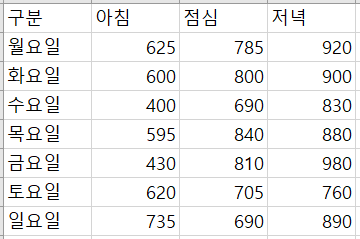 구분 아침 점심 저녁
월요일 625 785 920
화요일 600 800 900
수요일 400 690 830
목요일 595 840 880
금요일 430 810 980
토요일 620 705 760
일요일 735 690 890